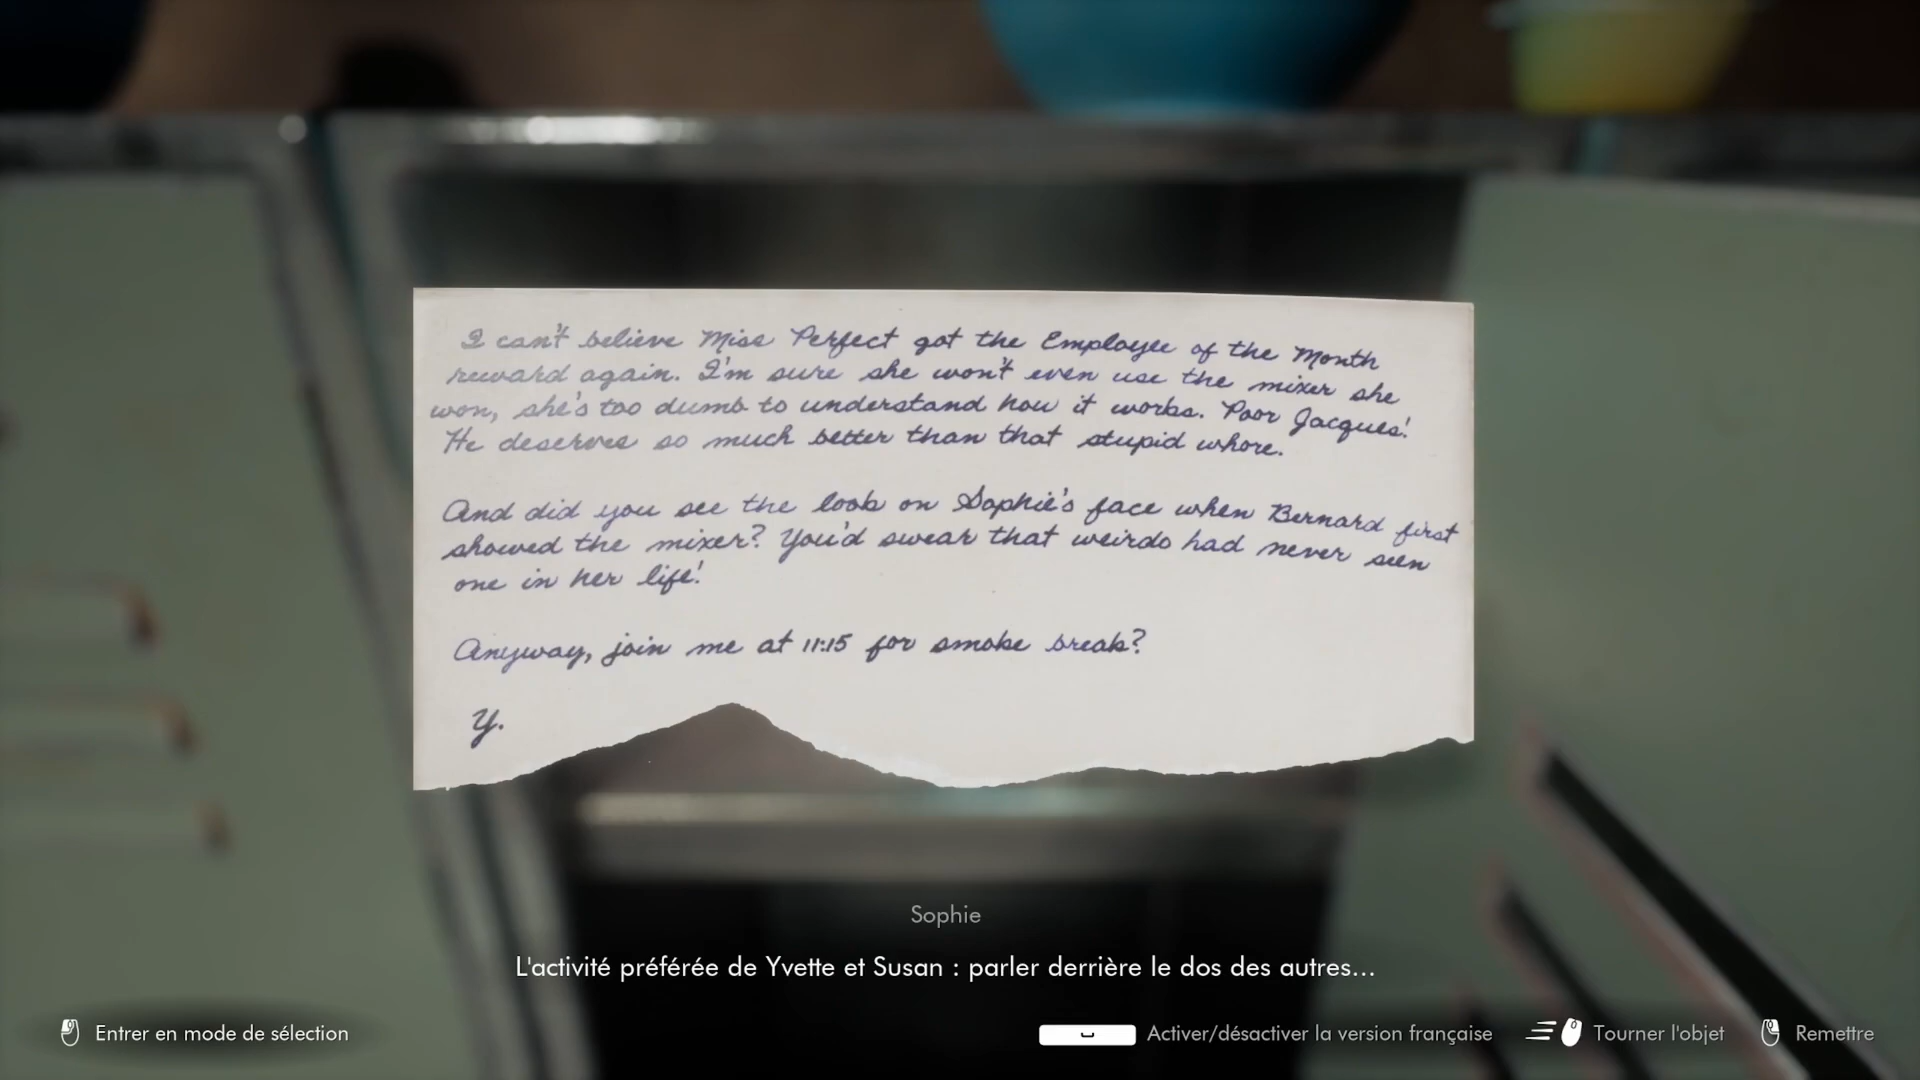 I can't believe Miss Perfect got the Employee of the Month
reward again. I'm sure she won't even use the mixer she
won, she's too dumb to understand how it works. Poor Jacques!
He deserves so much better than that stupid whore.
And did you see the look on Sophie's face when Bernard first
showed the mixer? You'd swear that weirdo had never seen
one in her life!
Anyway, join me at 11:15 for smoke break?
Y.
Sophie
L'activité préférée de Yvette et Susan : parler derrière le dos des autres...
Entrer en mode de sélection
Activer/désactiver la version française
Tourner l'objet
Remettre